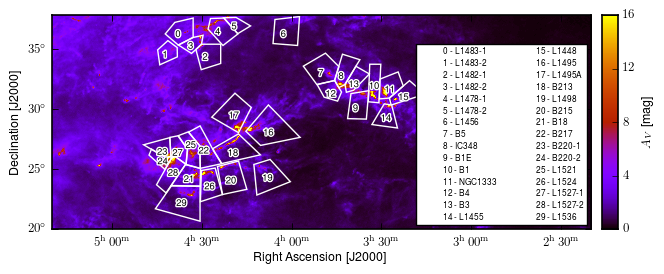 35°
30°
25°
20°
Declination [J2000]
5h 00m
4h 30m
4h 00m
3h 30m
3h 00m
2h 30m
Right Ascension [J2000]
0
1
2
3
4
5
6
7
8
9
10
11
12
13
14
15
16
17
18
19
20
21
22
24
25
26
26
27
28
29
0 - L1483-1
1 - L1483-2
2 - L1482-1
3 - L1482-2
4 - L1478-1
5 - L1478-2
6 - L1456
7 - B5
8 - IC348
9 - B1E
10 - B1
11 - NGC1333
12 - B4
13 - B3
14 - L1455
15 - L1448
16 - L1495
17 - L1495A
18 - B213
19 - L1498
20 - B215
21 - B18
22 - B217
23 - B220-1
24 - B220-2
25 - L1521
26 - L1524
27 - L1527-1
28 - L1527-2
29 - L1536
16
12
8
4
0
AV [mag]